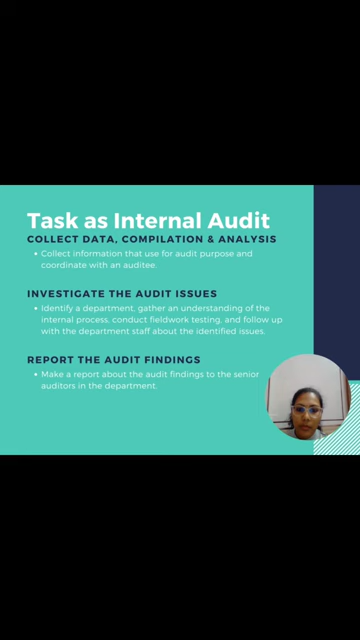 Task as Internal Audit
COLLECT DATA, COMPILATION & ANALYSIS
• Collect information that use for audit purpose and
coordinate with an auditee.
INVESTIGATE THE AUDIT ISSUES
• Identify a department, gather an understanding of the
internal process, conduct fieldwork testing, and follow up
with the department staff about the identified issues.
REPORT THE AUDIT FINDINGS
• Make a report about the audit findings to the senior
auditors in the department.